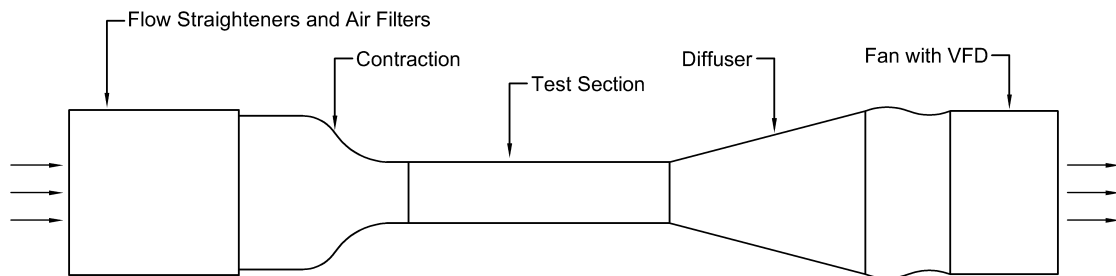 Flow Straighteners and Air Filters
Contraction
Test Section
Diffuser
Fan with VFD